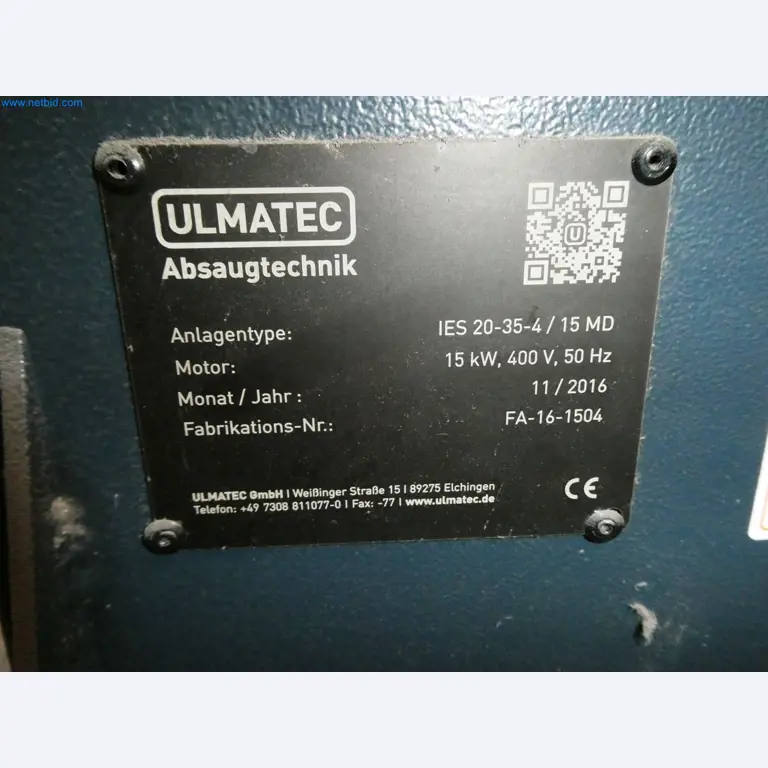 www.netbid.com
ULMATEC
Absaugtechnik
U
Anlagentype: IES 20-35-4 / 15 MD
Motor: 15 kW, 400 V, 50 Hz
Monat / Jahr : 11 / 2016
Fabrikations-Nr.: FA-16-1504
ULMATEC GmbH I Weißinger Straße 15 I 89275 Elchingen
Telefon: +49 7308 811077-0 I Fax: -77 I www.ulmatec.de
CE